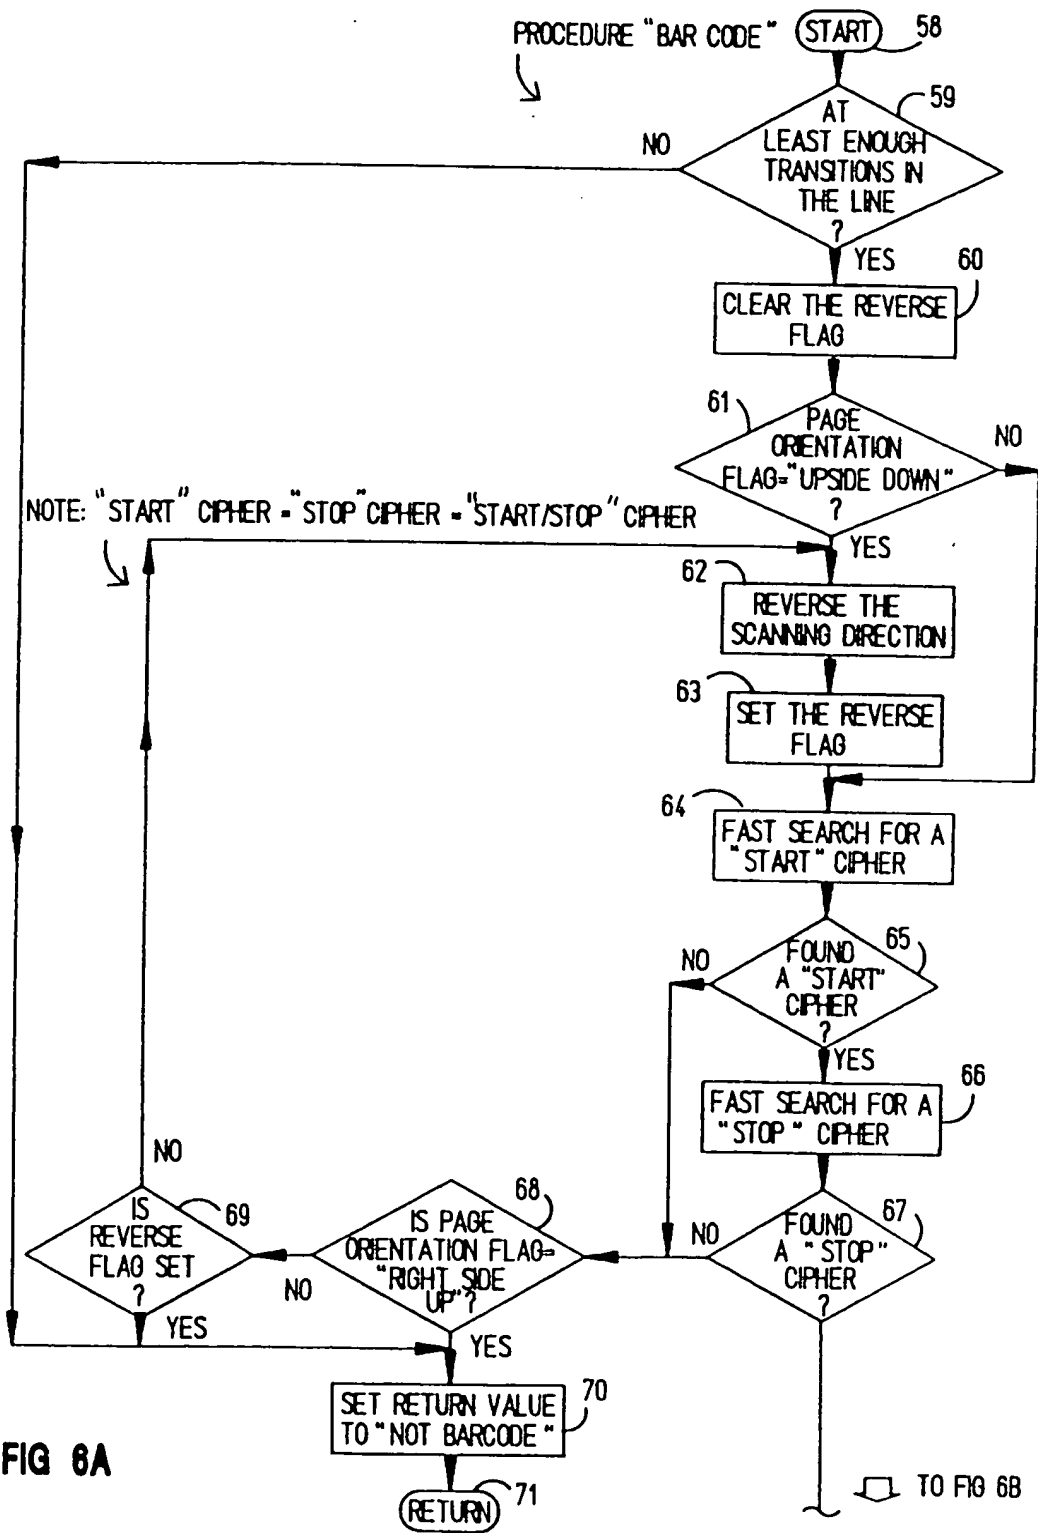 PROCEDURE "BAR CODE"
START
58
59
AT
LEAST ENOUGH
TRANSITIONS IN
THE LINE
?
NO
YES
60
CLEAR THE REVERSE
FLAG
61
PAGE
ORIENTATION
FLAG="UPSIDE DOWN"
?
NO
NOTE: "START" CIPHER = "STOP" CIPHER = "START/STOP" CIPHER
YES
62
REVERSE THE
SCANNING DIRECTION
63
SET THE REVERSE
FLAG
64
FAST SEARCH FOR A
"START" CIPHER
65
FOUND
A "START"
CIPHER
?
NO
YES
66
FAST SEARCH FOR A
"STOP" CIPHER
67
FOUND
A "STOP"
CIPHER
?
NO
68
IS PAGE
ORIENTATION FLAG=
"RIGHT SIDE
UP"?
NO
YES
69
IS
REVERSE
FLAG SET
?
NO
YES
70
SET RETURN VALUE
TO "NOT BARCODE"
71
RETURN
FIG 6A
TO FIG 6B